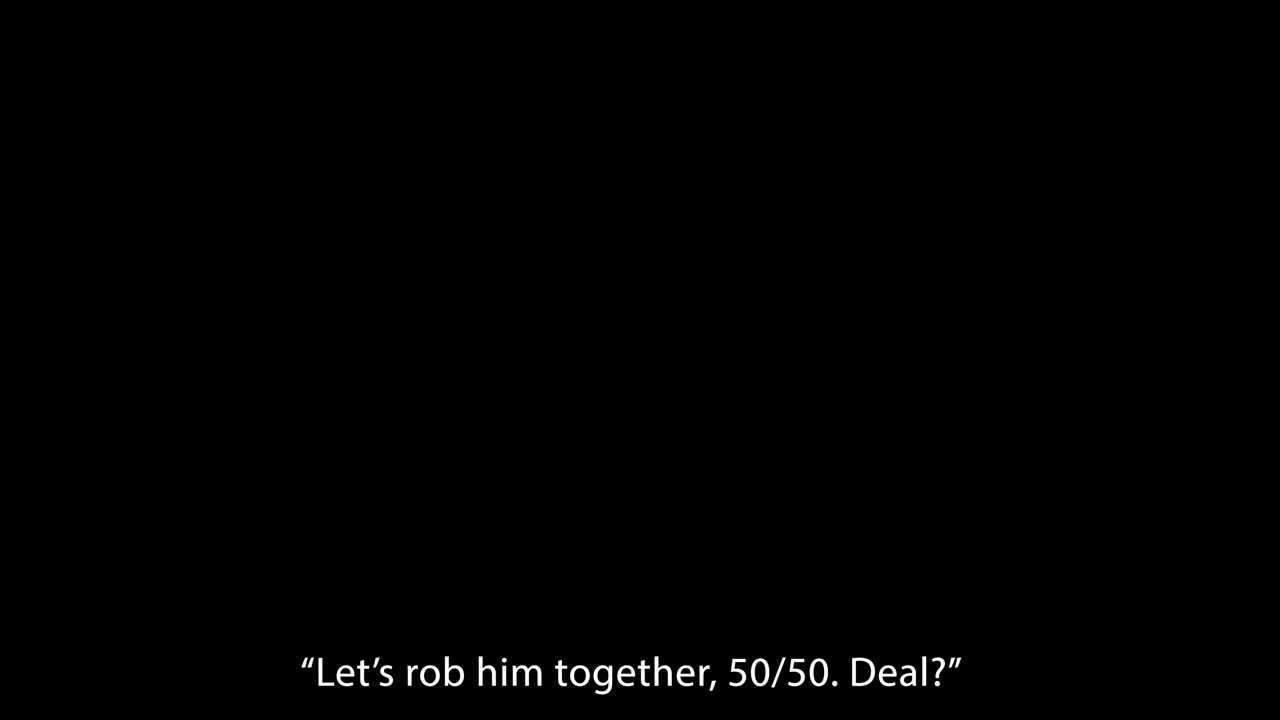 “Let’s rob him together, 50/50. Deal?”